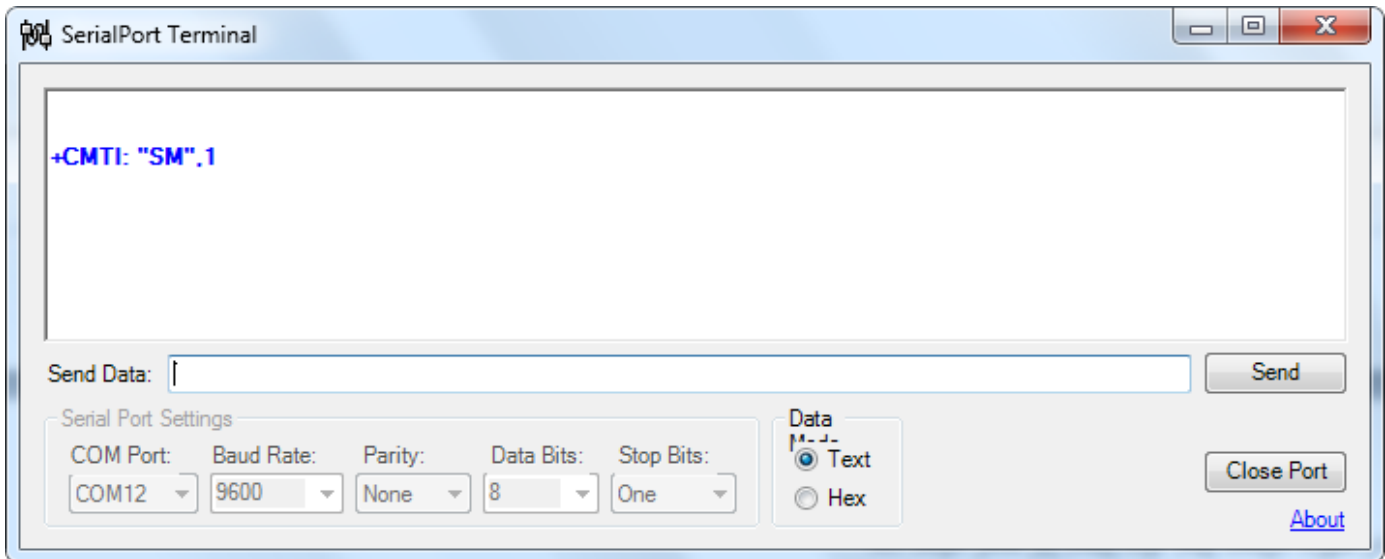 SerialPort Terminal
+CMTI: "SM",1
Send Data:
Send
Serial Port Settings
Data
COM Port: Baud Rate: Parity: Data Bits: Stop Bits:
Text
COM12 9600 None 8 One
Hex
Close Port
About